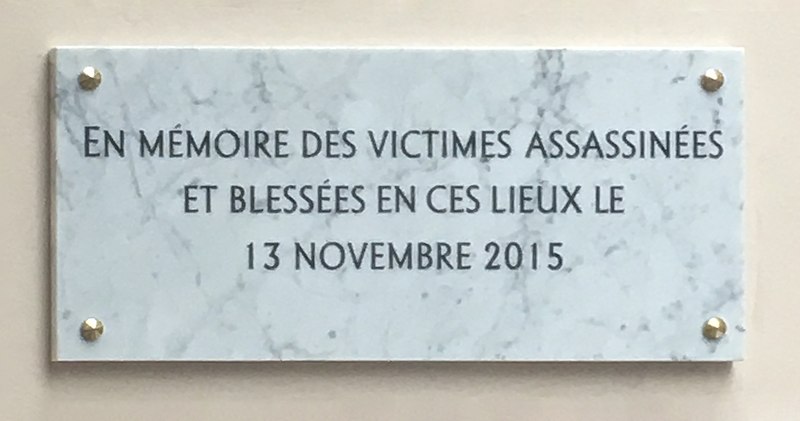 EN MÉMOIRE DES VICTIMES ASSASSINÉES
ET BLESSÉES EN CES LIEUX LE
13 NOVEMBRE 2015